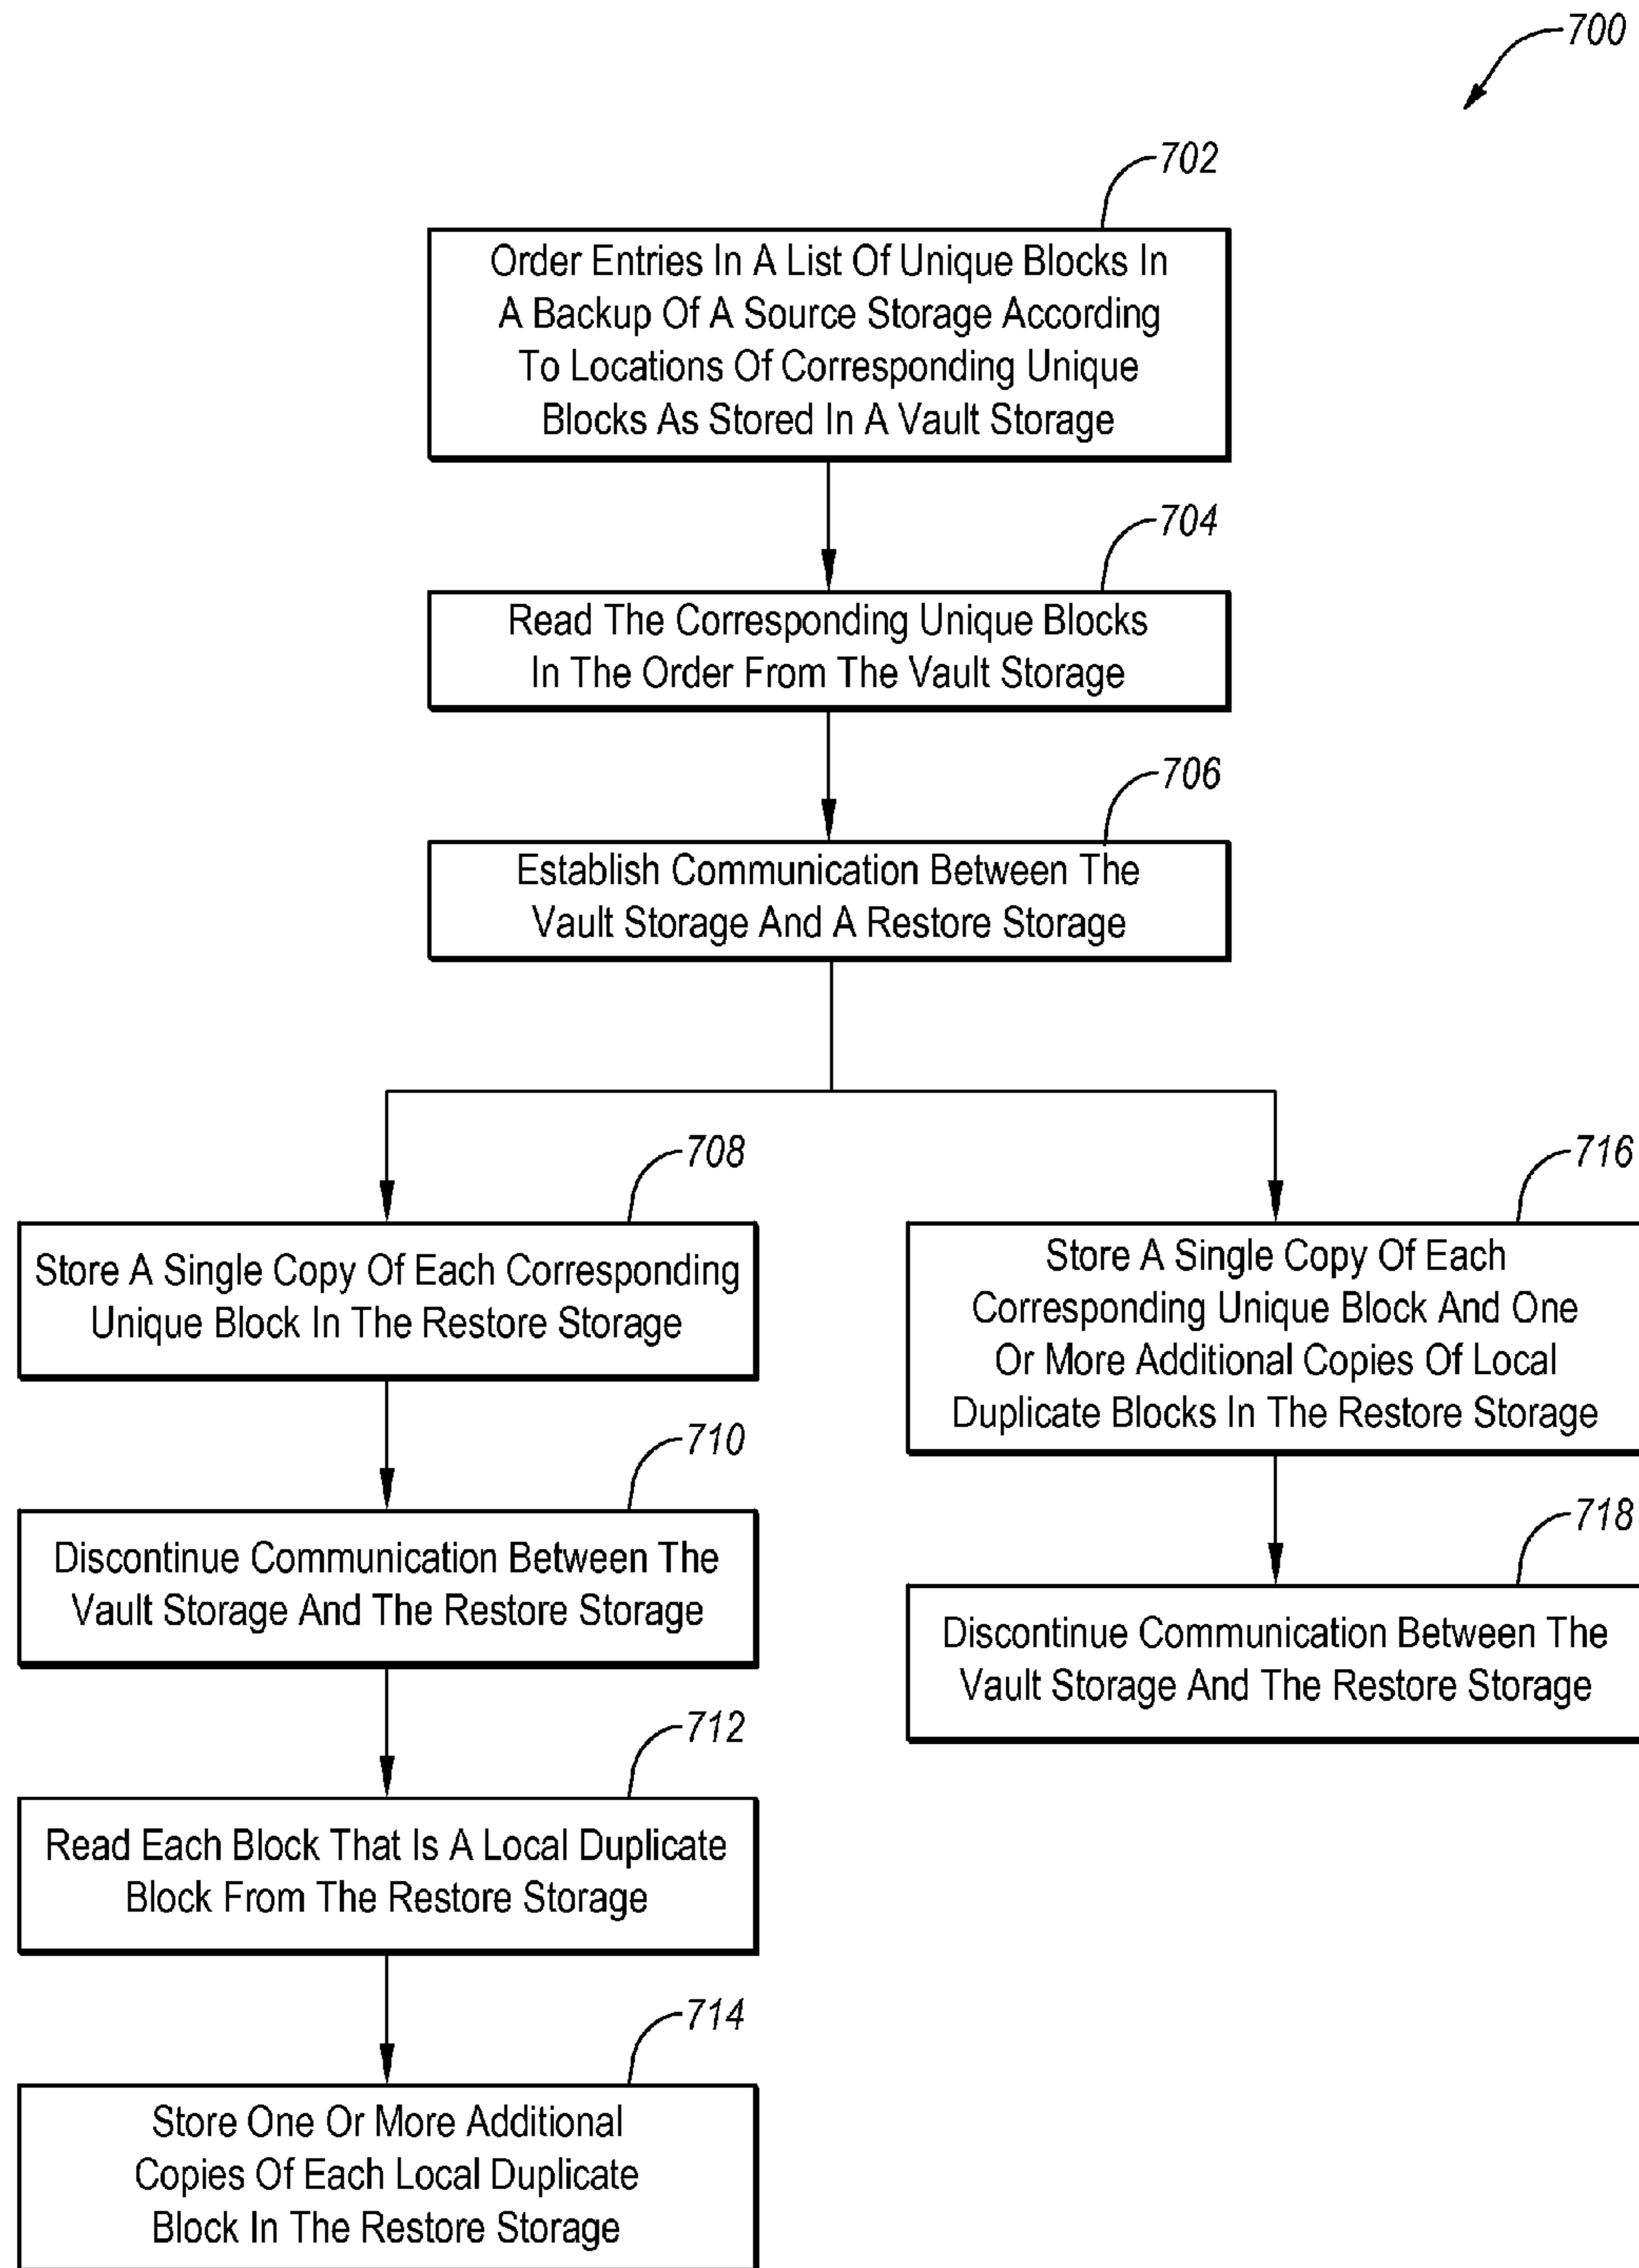 700
702
Order Entries In A List Of Unique Blocks In
A Backup Of A Source Storage According
To Locations Of Corresponding Unique
Blocks As Stored In A Vault Storage
704
Read The Corresponding Unique Blocks
In The Order From The Vault Storage
706
Establish Communication Between The
Vault Storage And A Restore Storage
708
Store A Single Copy Of Each Corresponding
Unique Block In The Restore Storage
710
Discontinue Communication Between The
Vault Storage And The Restore Storage
712
Read Each Block That Is A Local Duplicate
Block From The Restore Storage
714
Store One Or More Additional
Copies Of Each Local Duplicate
Block In The Restore Storage
716
Store A Single Copy Of Each
Corresponding Unique Block And One
Or More Additional Copies Of Local
Duplicate Blocks In The Restore Storage
718
Discontinue Communication Between The
Vault Storage And The Restore Storage